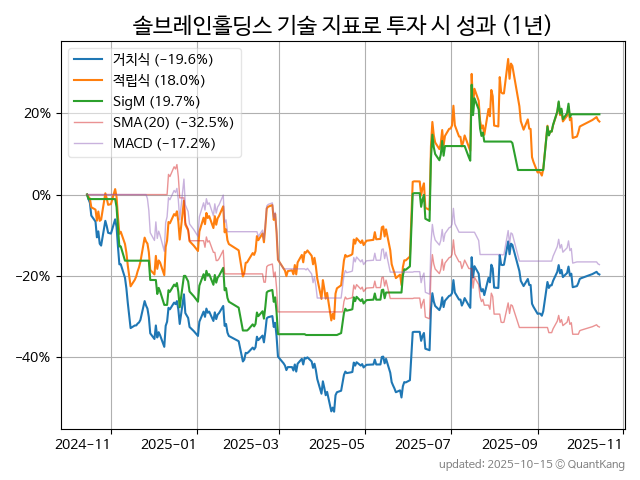 솔브레인홀딩스 기술 지표로 투자 시 성과 (1년)
거치식 (−19.6%)
적립식 (18.0%)
SigM (19.7%)
SMA(20) (−32.5%)
MACD (−17.2%)
20%
0%
−20%
−40%
2024-11 2025-01 2025-03 2025-05 2025-07 2025-09 2025-11
updated: 2025-10-15 © QuantKang